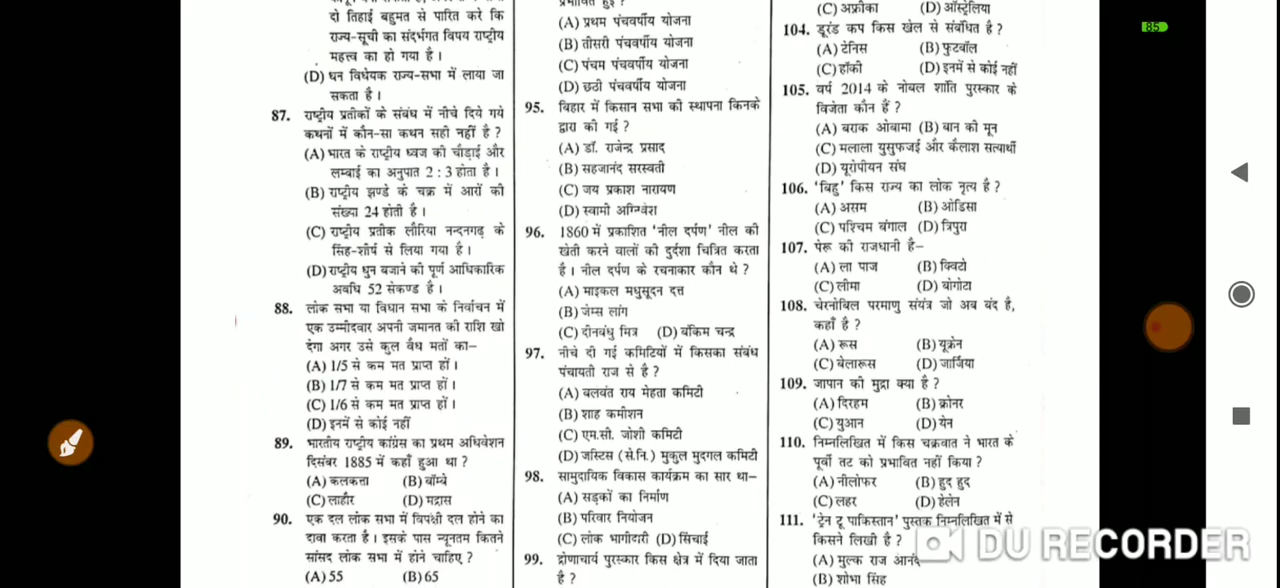 दो तिहाई बहुमत से पारित करे कि
राज्य-सूची का संदर्भगत विषय राष्ट्रीय
महत्त्व का हो गया है।
(D) धन विधेयक राज्य-सभा में लाया जा
सकता है।
87. राष्ट्रीय प्रतीकों के संबंध में नीचे दिये गये
कथनों में कौन-सा कथन सही नहीं है ?
(A) भारत के राष्ट्रीय ध्वज की चौड़ाई और
लम्बाई का अनुपात 2 : 3 होता है।
(B) राष्ट्रीय झण्डे के चक्र में आरों की
संख्या 24 होती है।
(C) राष्ट्रीय प्रतीक लौरिया नन्दनगढ़ के
सिंह-शीर्ष से लिया गया है।
(D) राष्ट्रीय धुन बजाने की पूर्ण आधिकारिक
अवधि 52 सेकण्ड है।
88. लोक सभा या विधान सभा के निर्वाचन में
एक उम्मीदवार अपनी जमानत की राशि खो
देगा अगर उसे कुल वैध मतों का–
(A) 1/5 से कम मत प्राप्त हों।
(B) 1/7 से कम मत प्राप्त हों।
(C) 1/6 से कम मत प्राप्त हों।
(D) इनमें से कोई नहीं
89. भारतीय राष्ट्रीय कांग्रेस का प्रथम अधिवेशन
दिसंबर 1885 में कहाँ हुआ था ?
(A) कलकत्ता (B) बॉम्बे
(C) लाहौर (D) मद्रास
90. एक दल लोक सभा में विपक्षी दल होने का
दावा करता है। इसके पास न्यूनतम कितने
सांसद लोक सभा में होने चाहिए ?
(A) 55 (B) 65
(A) प्रथम पंचवर्षीय योजना
(B) तीसरी पंचवर्षीय योजना
(C) पंचम पंचवर्षीय योजना
(D) छठी पंचवर्षीय योजना
95. बिहार में किसान सभा की स्थापना किनके
द्वारा की गई ?
(A) डॉ. राजेन्द्र प्रसाद
(B) सहजानंद सरस्वती
(C) जय प्रकाश नारायण
(D) स्वामी अग्निवेश
96. 1860 में प्रकाशित 'नील दर्पण' नील की
खेती करने वालों की दुर्दशा चित्रित करता
है। नील दर्पण के रचनाकार कौन थे ?
(A) माइकल मधुसूदन दत्त
(B) जेम्स लांग
(C) दीनबंधु मित्र (D) बंकिम चन्द्र
97. नीचे दी गई कमिटियों में किसका संबंध
पंचायती राज से है ?
(A) बलवंत राय मेहता कमिटी
(B) शाह कमीशन
(C) एम.सी. जोशी कमिटी
(D) जस्टिस (से.नि.) मुकुल मुदगल कमिटी
98. सामुदायिक विकास कार्यक्रम का सार था–
(A) सड़कों का निर्माण
(B) परिवार नियोजन
(C) लोक भागीदारी (D) सिंचाई
99. द्रोणाचार्य पुरस्कार किस क्षेत्र में दिया जाता
है ?
(C) अफ्रीका (D) ऑस्ट्रेलिया
104. डूरंड कप किस खेल से संबंधित है ?
(A) टेनिस (B) फुटबॉल
(C) हॉकी (D) इनमें से कोई नहीं
105. वर्ष 2014 के नोबल शांति पुरस्कार के
विजेता कौन हैं ?
(A) बराक ओबामा (B) बान की मून
(C) मलाला युसुफजई और कैलाश सत्यार्थी
(D) यूरोपीयन संघ
106. 'बिहु' किस राज्य का लोक नृत्य है ?
(A) असम (B) ओडिसा
(C) पश्चिम बंगाल (D) त्रिपुरा
107. पेरू की राजधानी है–
(A) ला पाज (B) क्विटो
(C) लीमा (D) बोगोटा
108. चेरनोबिल परमाणु संयंत्र जो अब बंद है,
कहाँ है ?
(A) रूस (B) यूक्रेन
(C) बेलारूस (D) जार्जिया
109. जापान की मुद्रा क्या है ?
(A) दिरहम (B) क्रोनर
(C) युआन (D) येन
110. निम्नलिखित में किस चक्रवात ने भारत के
पूर्वी तट को प्रभावित नहीं किया ?
(A) नीलोफर (B) हुद हुद
(C) लहर (D) हेलेन
111. 'ट्रेन टू पाकिस्तान' पुस्तक निम्नलिखित में से
किसने लिखी है ?
(A) मुल्क राज आनंद
(B) शोभा सिंह
85
DU RECORDER